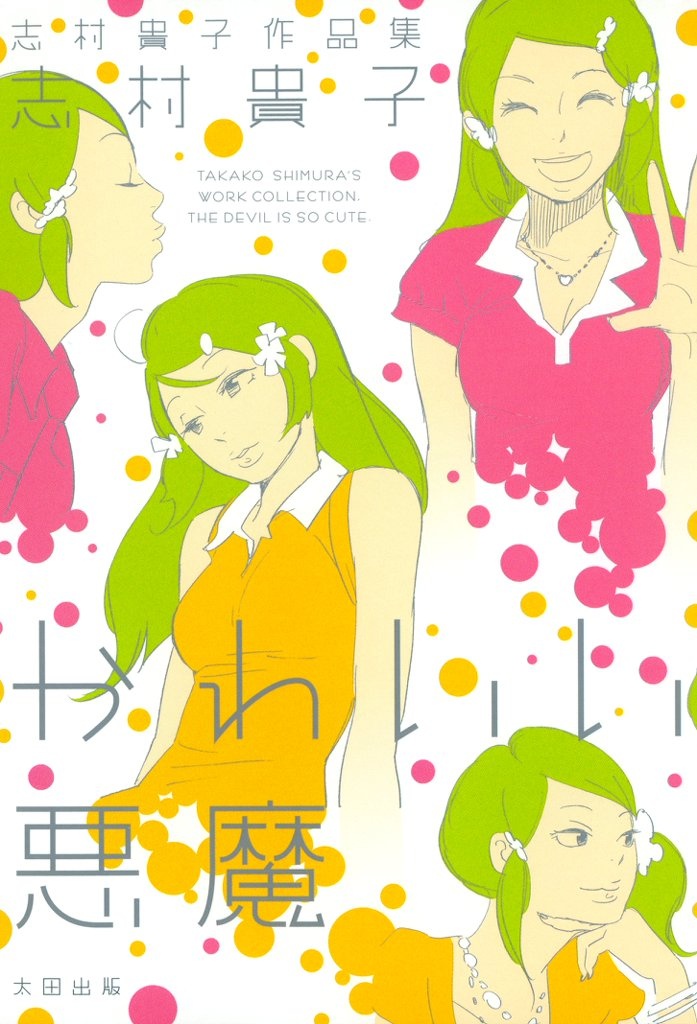 志村貴子作品集
志村貴子
TAKAKO SHIMURA'S
WORK COLLECTION.
THE DEVIL IS SO CUTE.
かわいい
悪魔
太田出版